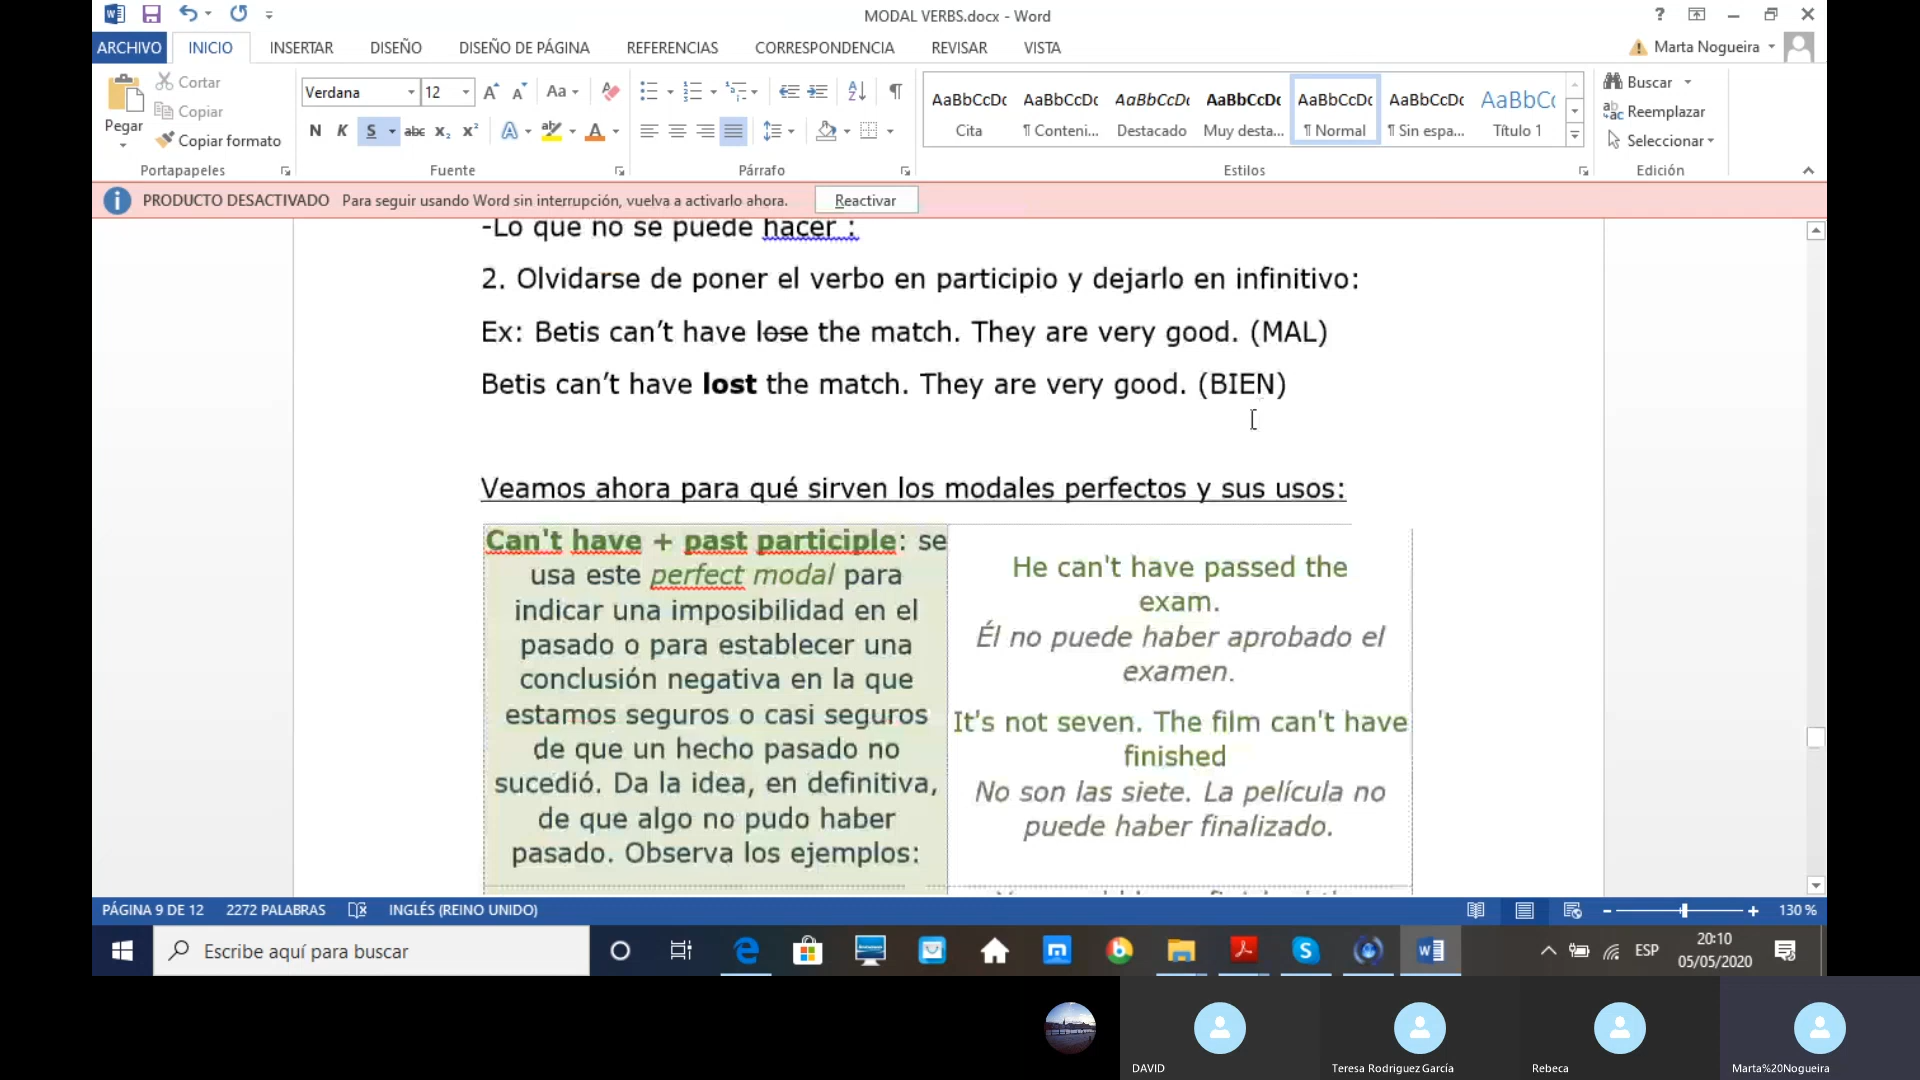 MODAL VERBS.docx - Word
?
ARCHIVO INICIO INSERTAR DISEÑO DISEÑO DE PÁGINA REFERENCIAS CORRESPONDENCIA REVISAR VISTA Marta Nogueira
Pegar
Cortar
Copiar
Copiar formato
Portapapeles
Verdana 12 Aa
N K S abc x₂ x² A ab A
Fuente
Párrafo
AaBbCcDc AaBbCcDc AaBbCcDc AaBbCcDc AaBbCcDc AaBbCcDc AaBbC
Cita ¶ Conteni... Destacado Muy desta... ¶ Normal ¶ Sin espa... Título 1
Estilos
Buscar
Reemplazar
Seleccionar
Edición
PRODUCTO DESACTIVADO Para seguir usando Word sin interrupción, vuelva a activarlo ahora. Reactivar
-Lo que no se puede hacer :
2. Olvidarse de poner el verbo en participio y dejarlo en infinitivo:
Ex: Betis can’t have lose the match. They are very good. (MAL)
Betis can’t have lost the match. They are very good. (BIEN)
Veamos ahora para qué sirven los modales perfectos y sus usos:
Can't have + past participle: se
usa este perfect modal para
indicar una imposibilidad en el
pasado o para establecer una
conclusión negativa en la que
estamos seguros o casi seguros
de que un hecho pasado no
sucedió. Da la idea, en definitiva,
de que algo no pudo haber
pasado. Observa los ejemplos:
He can't have passed the
exam.
Él no puede haber aprobado el
examen.
It's not seven. The film can't have
finished
No son las siete. La película no
puede haber finalizado.
PÁGINA 9 DE 12 2272 PALABRAS INGLÉS (REINO UNIDO) 130 %
Escribe aquí para buscar
ESP
20:10
05/05/2020
DAVID Teresa Rodriguez García Rebeca Marta%20Nogueira